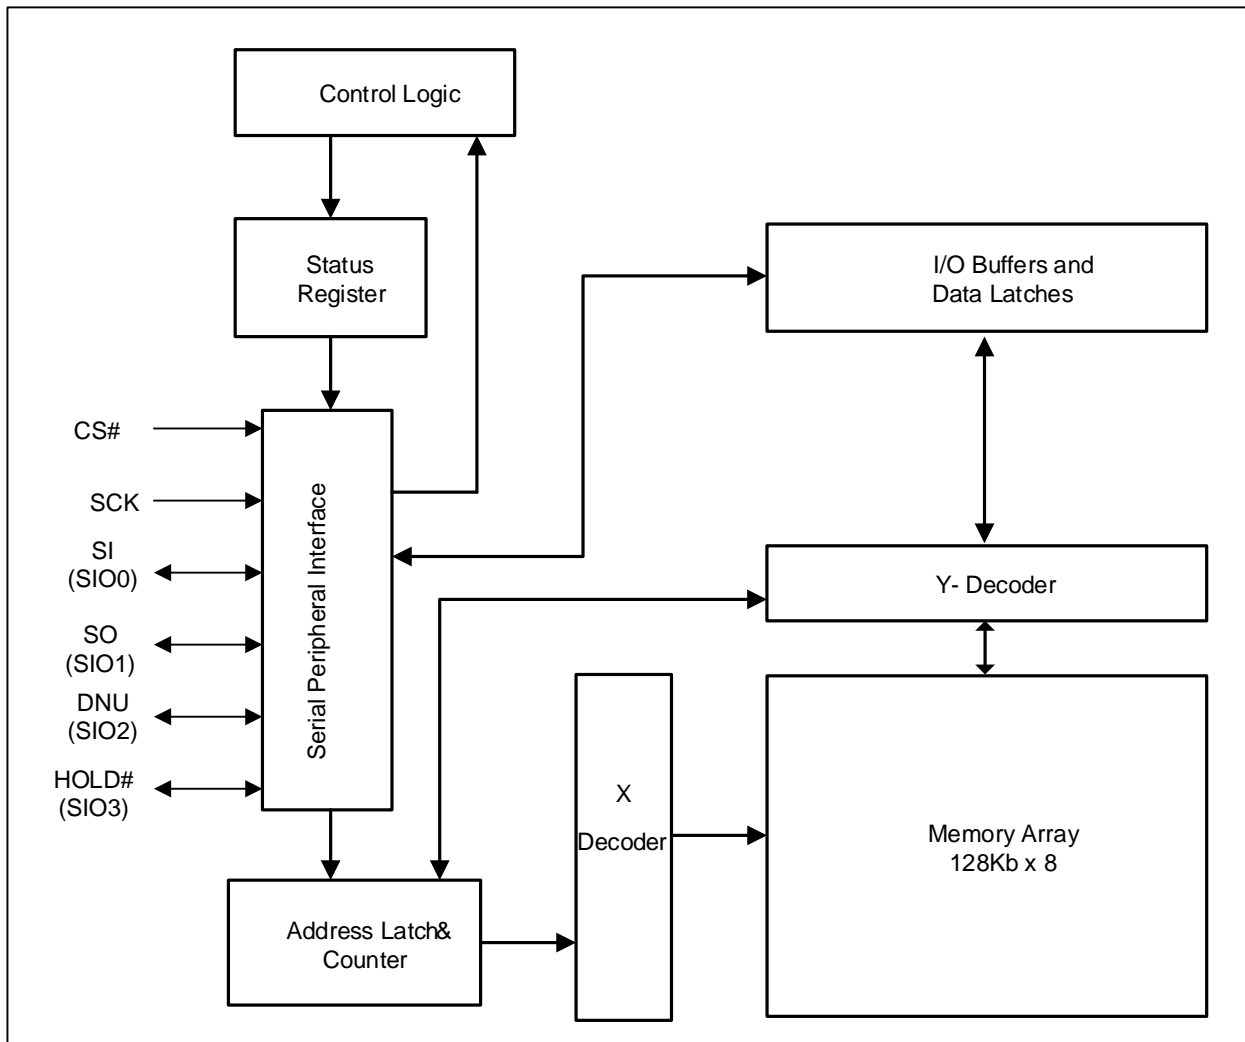 Control Logic
Status
Register
I/O Buffers and
Data Latches
CS#
SCK
SI
(SIO0)
SO
(SIO1)
DNU
(SIO2)
HOLD#
(SIO3)
Serial Peripheral Interface
Y- Decoder
X
Decoder
Memory Array
128Kb x 8
Address Latch&
Counter